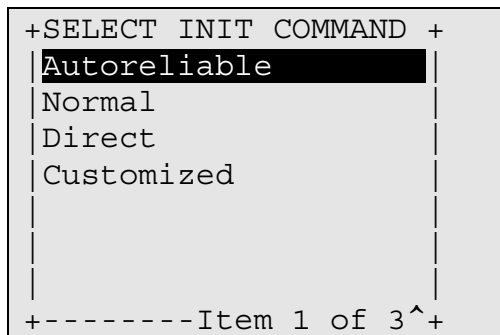 +SELECT INIT COMMAND +
|Autoreliable |
|Normal |
|Direct |
|Customized |
| |
| |
| |
+--------Item 1 of 3^+